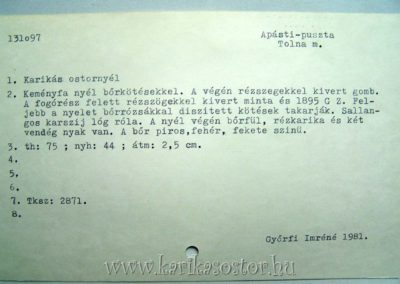 131o97
Apásti-puszta
Tolna m.
1. Karikás ostornyél
2. Keményfa nyél bőrkötésekkel. A végén rézszegekkel kivert gomb.
A fogórész felett rézszögekkel kivert minta és 1895 G Z. Fel-
jebb a nyelet bőrrózsákkal diszitett kötések takarják. Sallan-
gos karszij lóg róla. A nyél végén bőrfül, rézkarika és két
vendég nyak van. A bőr piros,fehér, fekete szinü.
3. th: 75 ; nyh: 44 ; átm: 2,5 cm.
4.
5.
6.
7. Tksz: 2871.
8.
Győrfi Imréné 1981.
www.karikasostor.hu